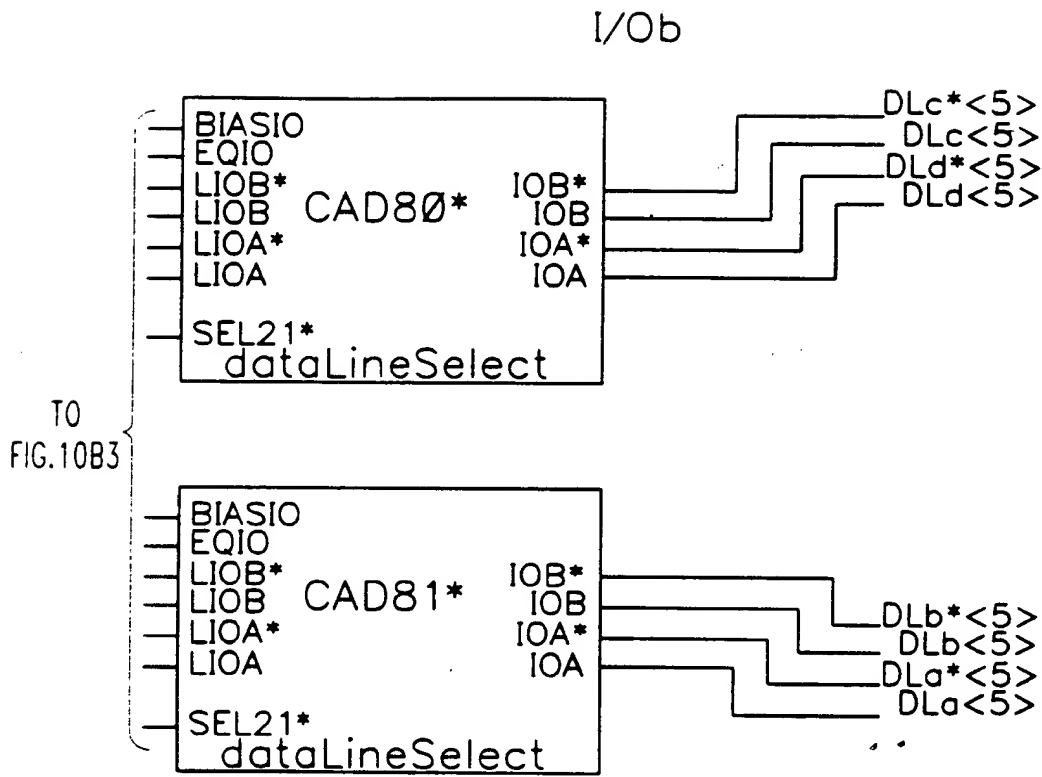 I/Ob
BIASIO
EQIO
LIOB*
LIOB
LIOA*
LIOA
SEL21*
CAD80*
dataLineSelect
IOB*
IOB
IOA*
IOA
DLc*<5>
DLc<5>
DLd*<5>
DLd<5>
TO
FIG.10B3
BIASIO
EQIO
LIOB*
LIOB
LIOA*
LIOA
SEL21*
CAD81*
dataLineSelect
IOB*
IOB
IOA*
IOA
DLb*<5>
DLb<5>
DLa*<5>
DLa<5>